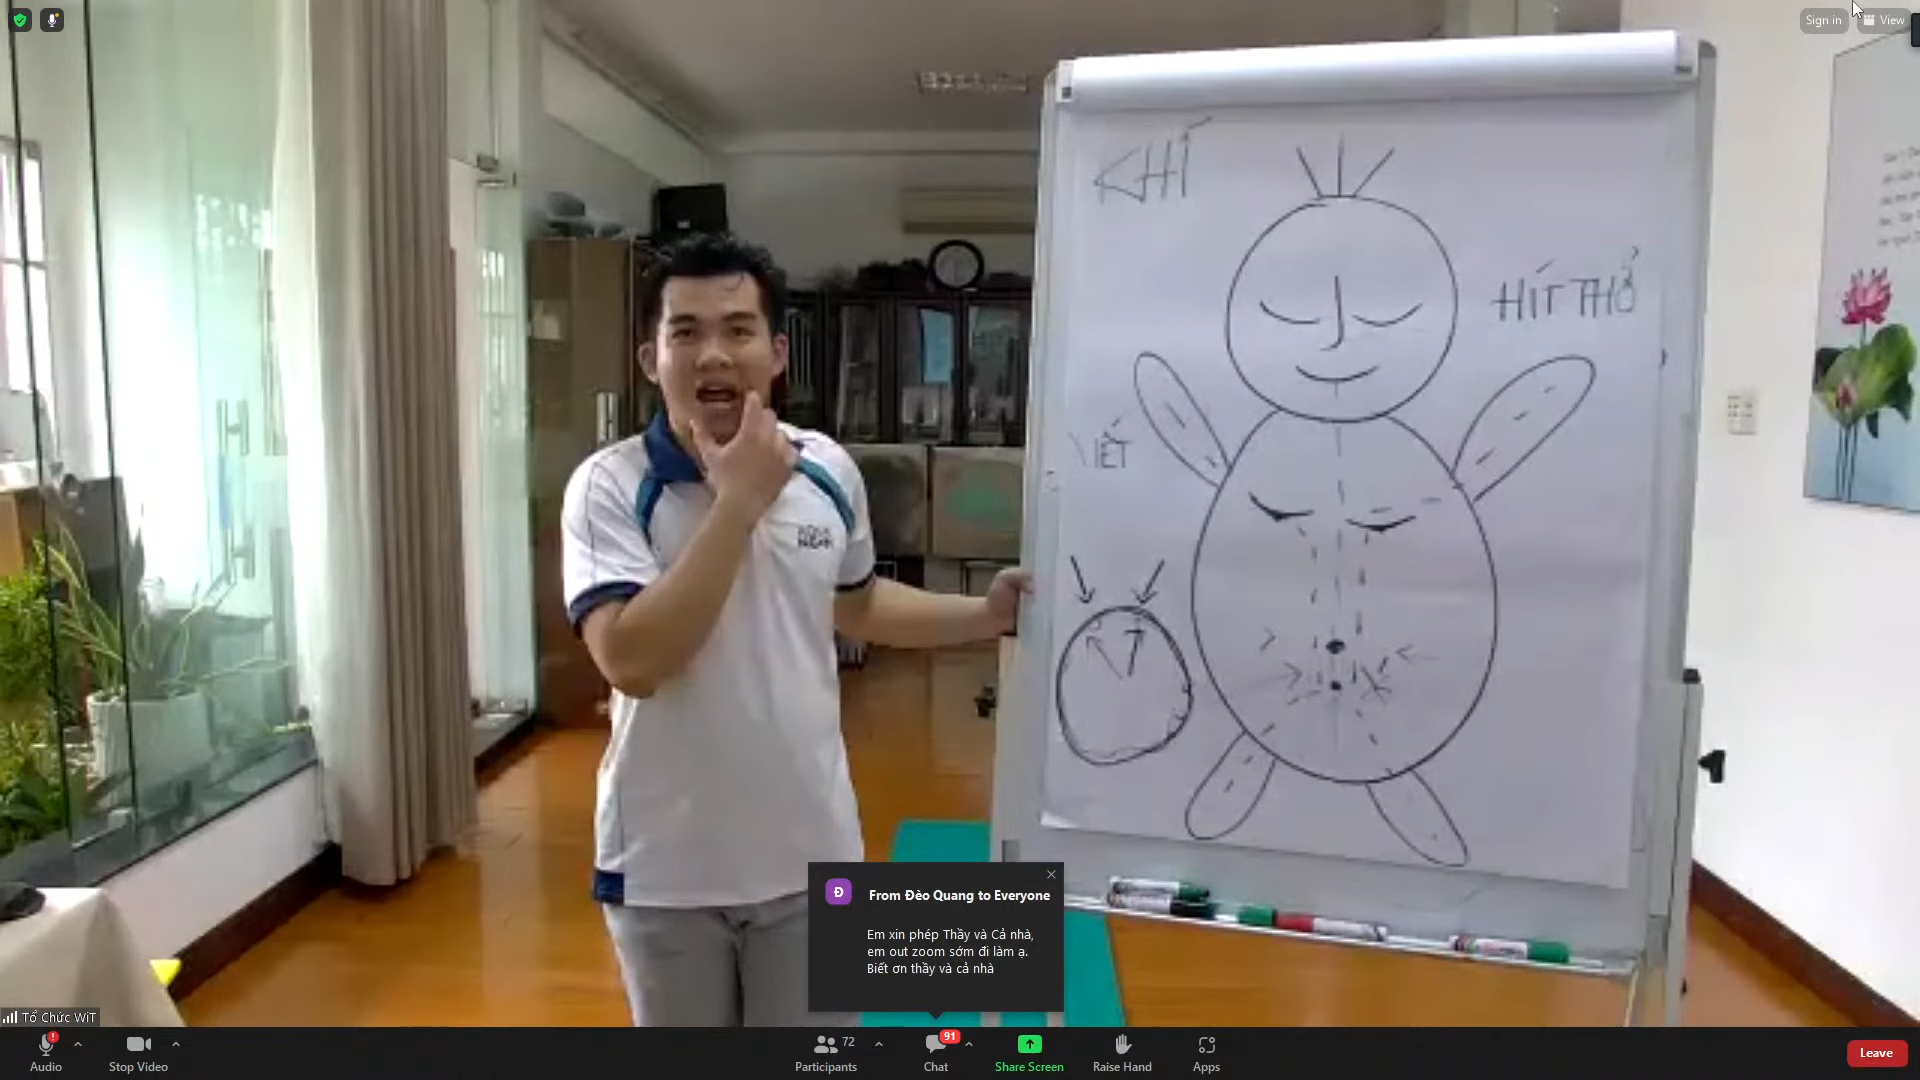 Sign in
View
KHÍ
HÍT THỞ
VIẾT
Đ
From Đèo Quang to Everyone
Em xin phép Thầy và Cả nhà,
em out zoom sớm đi làm ạ.
Biết ơn thầy và cả nhà
Tổ Chức WiT
Audio
Stop Video
72
Participants
91
Chat
Share Screen
Raise Hand
Apps
Leave